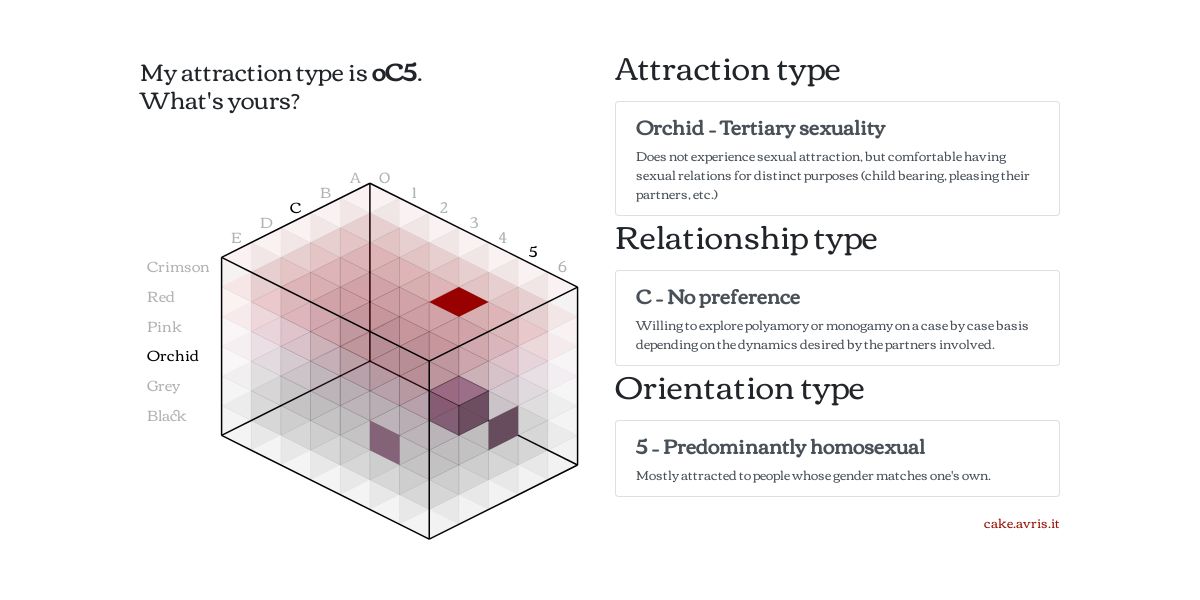 My attraction type is oC5.
What's yours?
A O
B 1
C 2
D 3
E 4
5
6
Crimson
Red
Pink
Orchid
Grey
Black
Attraction type
Orchid - Tertiary sexuality
Does not experience sexual attraction, but comfortable having
sexual relations for distinct purposes (child bearing, pleasing their
partners, etc.)
Relationship type
C - No preference
Willing to explore polyamory or monogamy on a case by case basis
depending on the dynamics desired by the partners involved.
Orientation type
5 - Predominantly homosexual
Mostly attracted to people whose gender matches one's own.
cake.avris.it